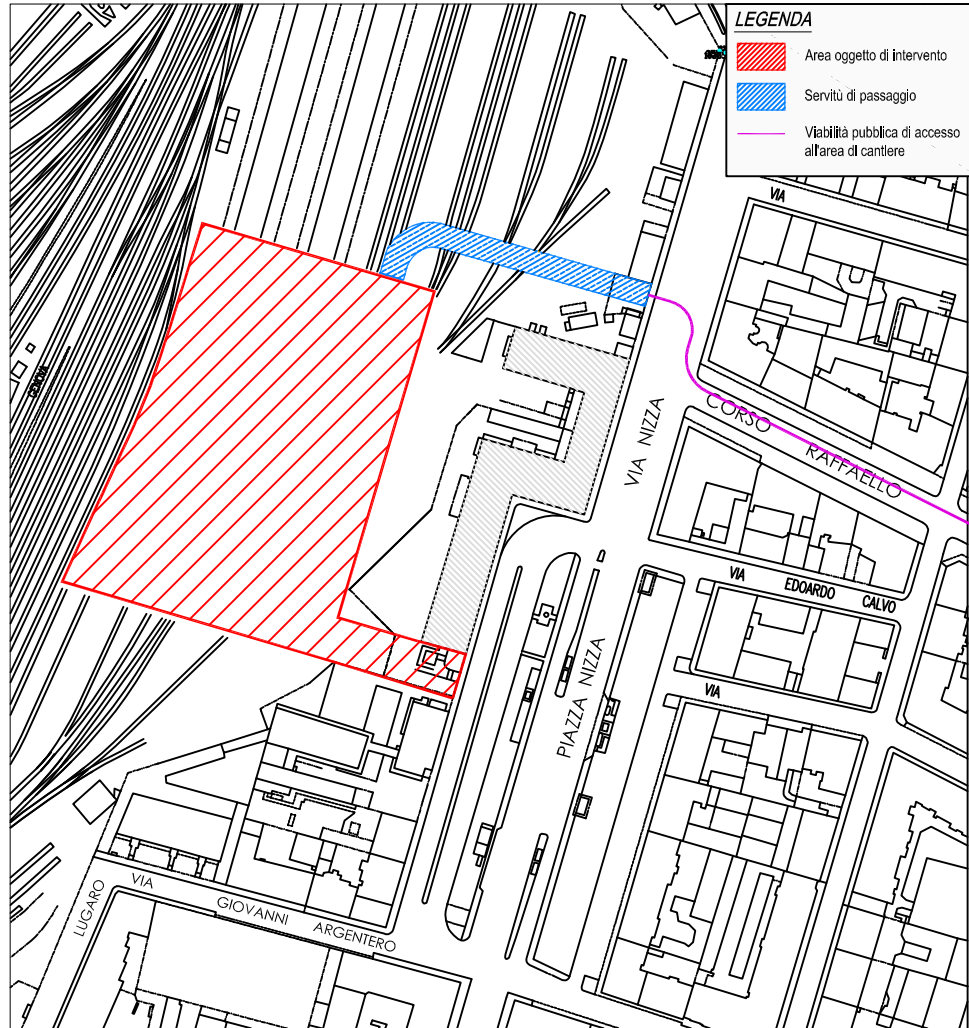 LEGENDA
Area oggetto di intervento
Servitù di passaggio
Viabilità pubblica di accesso
all'area di cantiere
VIA
GENOVA
VIA NIZZA
CORSO RAFFAELLO
VIA EDOARDO CALVO
VIA
PIAZZA NIZZA
LUGARO
VIA GIOVANNI ARGENTERO